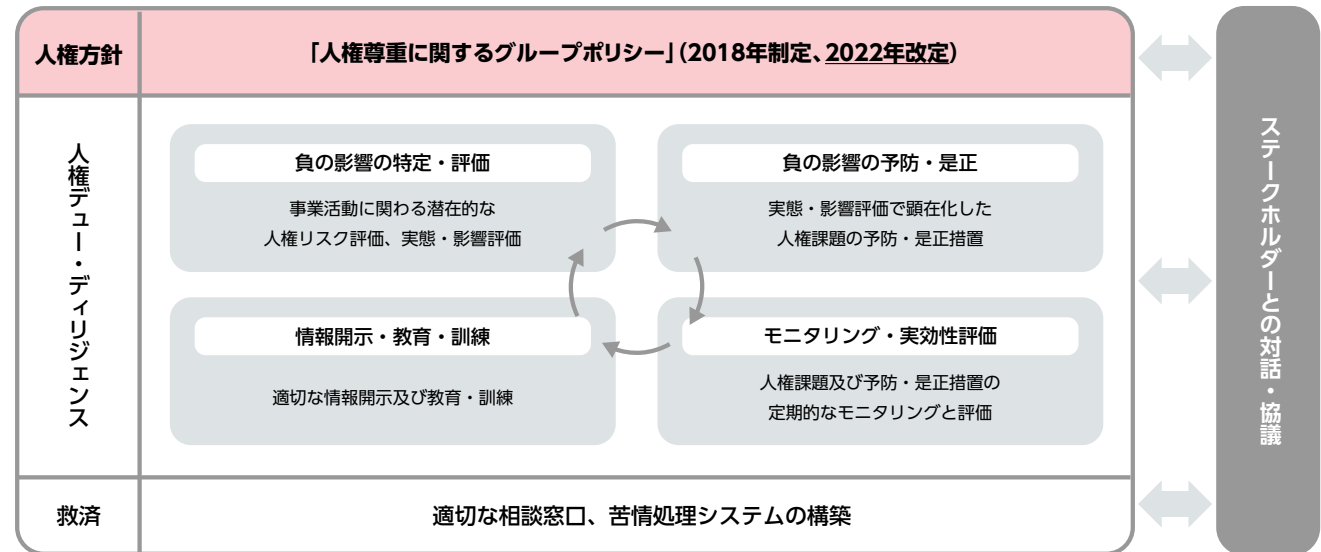 人権方針
「人権尊重に関するグループポリシー」(2018年制定、2022年改定)
人権デュー・ディリジェンス
負の影響の特定・評価
事業活動に関わる潜在的な
人権リスク評価、実態・影響評価
負の影響の予防・是正
実態・影響評価で顕在化した
人権課題の予防・是正措置
情報開示・教育・訓練
適切な情報開示及び教育・訓練
モニタリング・実効性評価
人権課題及び予防・是正措置の
定期的なモニタリングと評価
救済
適切な相談窓口、苦情処理システムの構築
ステークホルダーとの対話・協議